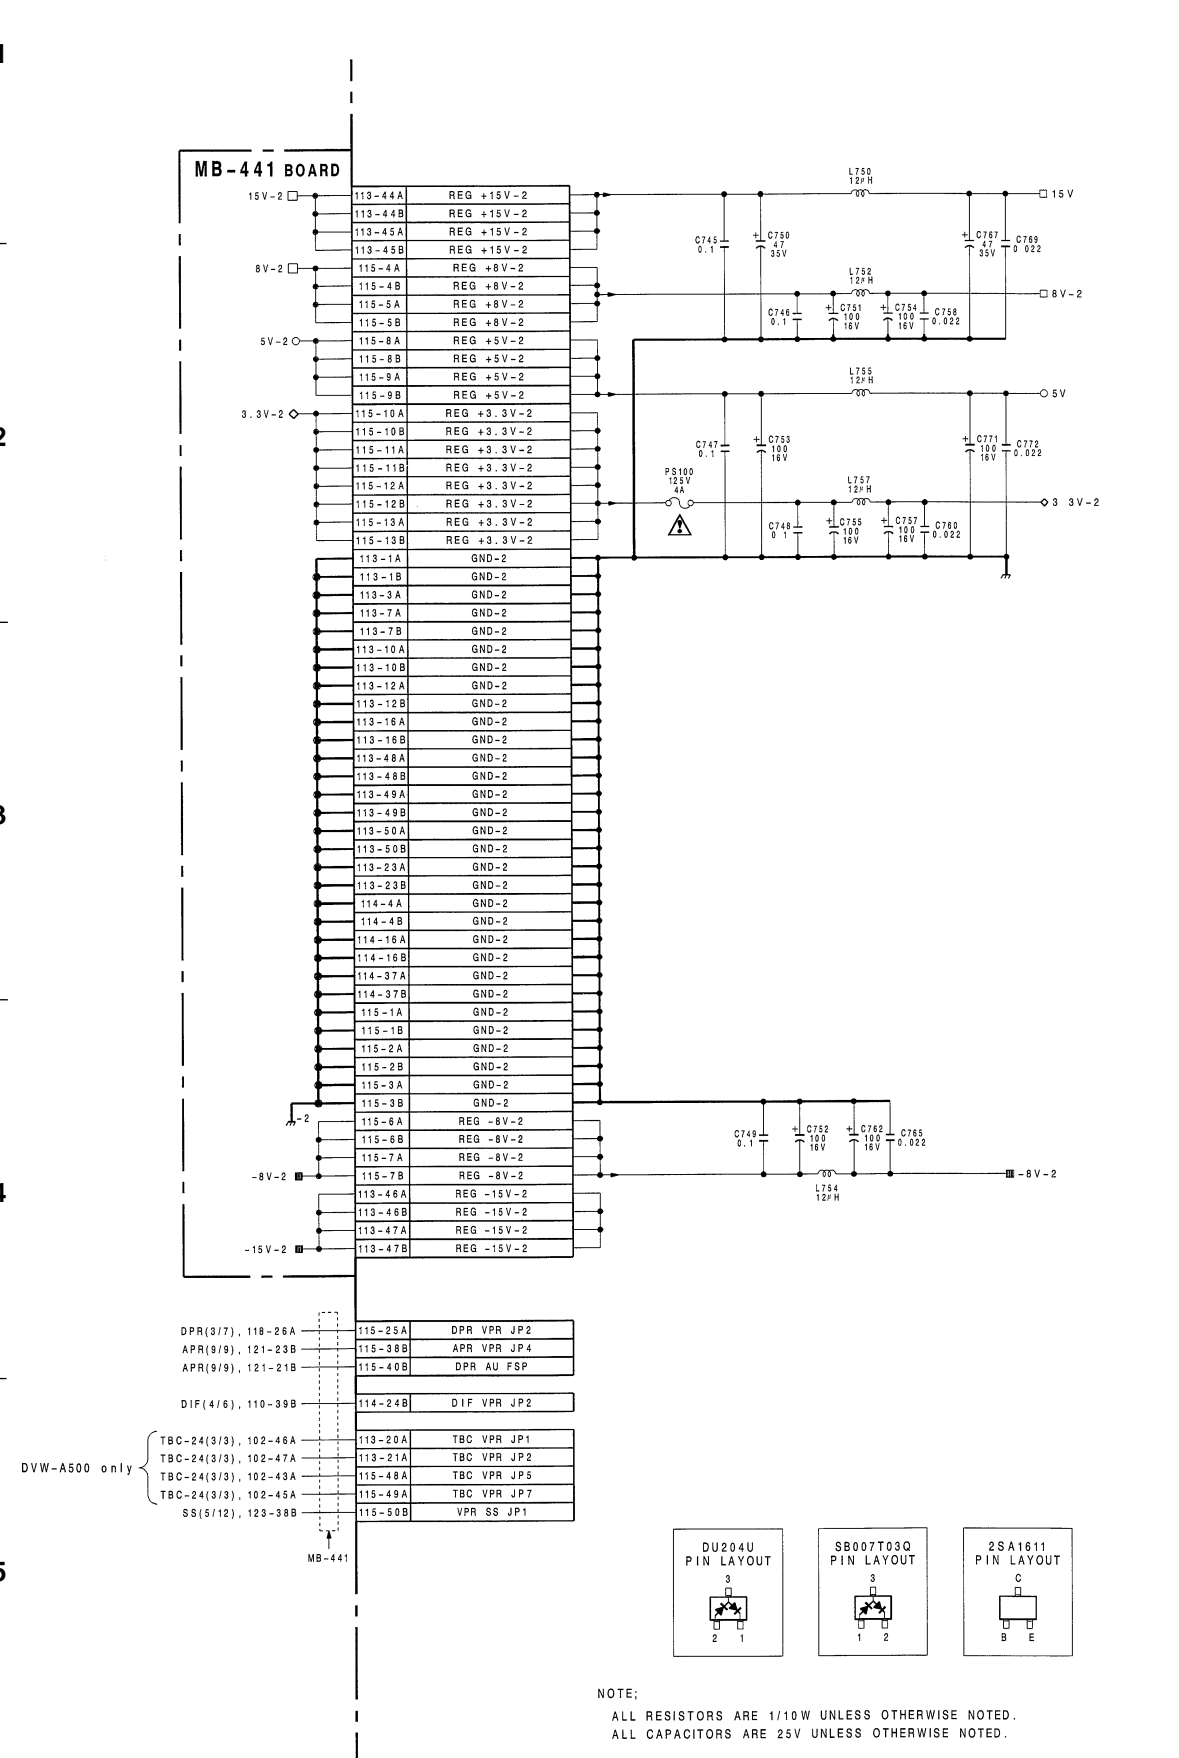 1
MB-441 BOARD
15V-2 113-44A REG +15V-2
113-44B REG +15V-2
113-45A REG +15V-2
113-45B REG +15V-2
8V-2 115-4A REG +8V-2
115-4B REG +8V-2
115-5A REG +8V-2
115-5B REG +8V-2
5V-2 115-8A REG +5V-2
115-8B REG +5V-2
115-9A REG +5V-2
115-9B REG +5V-2
3.3V-2 115-10A REG +3.3V-2
2 115-10B REG +3.3V-2
115-11A REG +3.3V-2
115-11B REG +3.3V-2
115-12A REG +3.3V-2
115-12B REG +3.3V-2
115-13A REG +3.3V-2
115-13B REG +3.3V-2
113-1A GND-2
113-1B GND-2
113-3A GND-2
113-7A GND-2
113-7B GND-2
113-10A GND-2
113-10B GND-2
113-12A GND-2
113-12B GND-2
113-16A GND-2
113-16B GND-2
113-48A GND-2
113-48B GND-2
113-49A GND-2
3 113-49B GND-2
113-50A GND-2
113-50B GND-2
113-23A GND-2
113-23B GND-2
114-4A GND-2
114-4B GND-2
114-16A GND-2
114-16B GND-2
114-37A GND-2
114-37B GND-2
115-1A GND-2
115-1B GND-2
115-2A GND-2
115-2B GND-2
115-3A GND-2
115-3B GND-2
-2
115-6A REG -8V-2
115-6B REG -8V-2
115-7A REG -8V-2
-8V-2 115-7B REG -8V-2
4 113-46A REG -15V-2
113-46B REG -15V-2
113-47A REG -15V-2
-15V-2 113-47B REG -15V-2
L750
12µH
15V
C745
0.1
C750
47
35V
C767
47
35V
C769
0 022
L752
12µH
8V-2
C746
0.1
C751
100
16V
C754
100
16V
C758
0.022
L755
12µH
5V
C747
0.1
C753
100
16V
C771
100
16V
C772
0.022
PS100
125V
4A
L757
12µH
3 3V-2
C748
0 1
C755
100
16V
C757
100
16V
C760
0.022
C749
0.1
C752
100
16V
C762
100
16V
C765
0.022
L754
12µH
-8V-2
DPR(3/7), 118-26A 115-25A DPR VPR JP2
APR(9/9), 121-23B 115-38B APR VPR JP4
APR(9/9), 121-21B 115-40B DPR AU FSP
DIF(4/6), 110-39B 114-24B DIF VPR JP2
DVW-A500 only
TBC-24(3/3), 102-46A 113-20A TBC VPR JP1
TBC-24(3/3), 102-47A 113-21A TBC VPR JP2
TBC-24(3/3), 102-43A 115-48A TBC VPR JP5
TBC-24(3/3), 102-45A 115-49A TBC VPR JP7
SS(5/12), 123-38B 115-50B VPR SS JP1
MB-441
5
DU204U
PIN LAYOUT
3
2 1
SB007T03Q
PIN LAYOUT
3
1 2
2SA1611
PIN LAYOUT
C
B E
NOTE;
ALL RESISTORS ARE 1/10W UNLESS OTHERWISE NOTED.
ALL CAPACITORS ARE 25V UNLESS OTHERWISE NOTED.